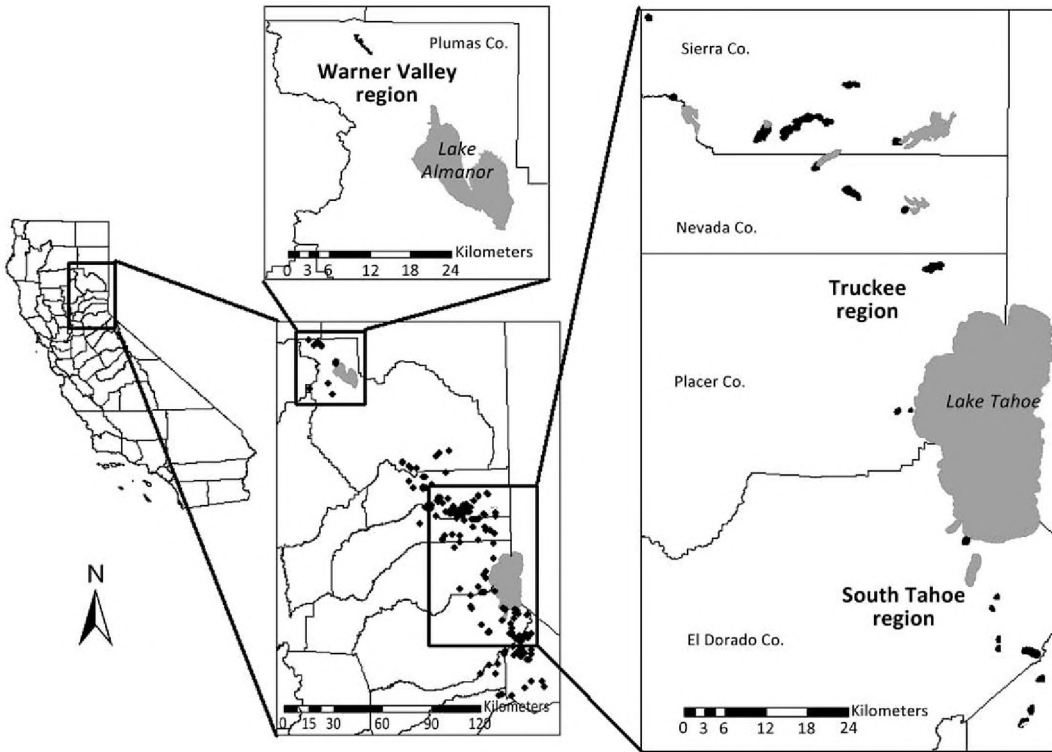 Plumas Co.
Warner Valley
region
Lake
Almanor
Kilometers
0 3 6 12 18 24
Sierra Co.
Nevada Co.
Truckee
region
Placer Co.
Lake Tahoe
South Tahoe
region
El Dorado Co.
Kilometers
0 3 6 12 18 24
N
Kilometers
0 15 30 60 90 120